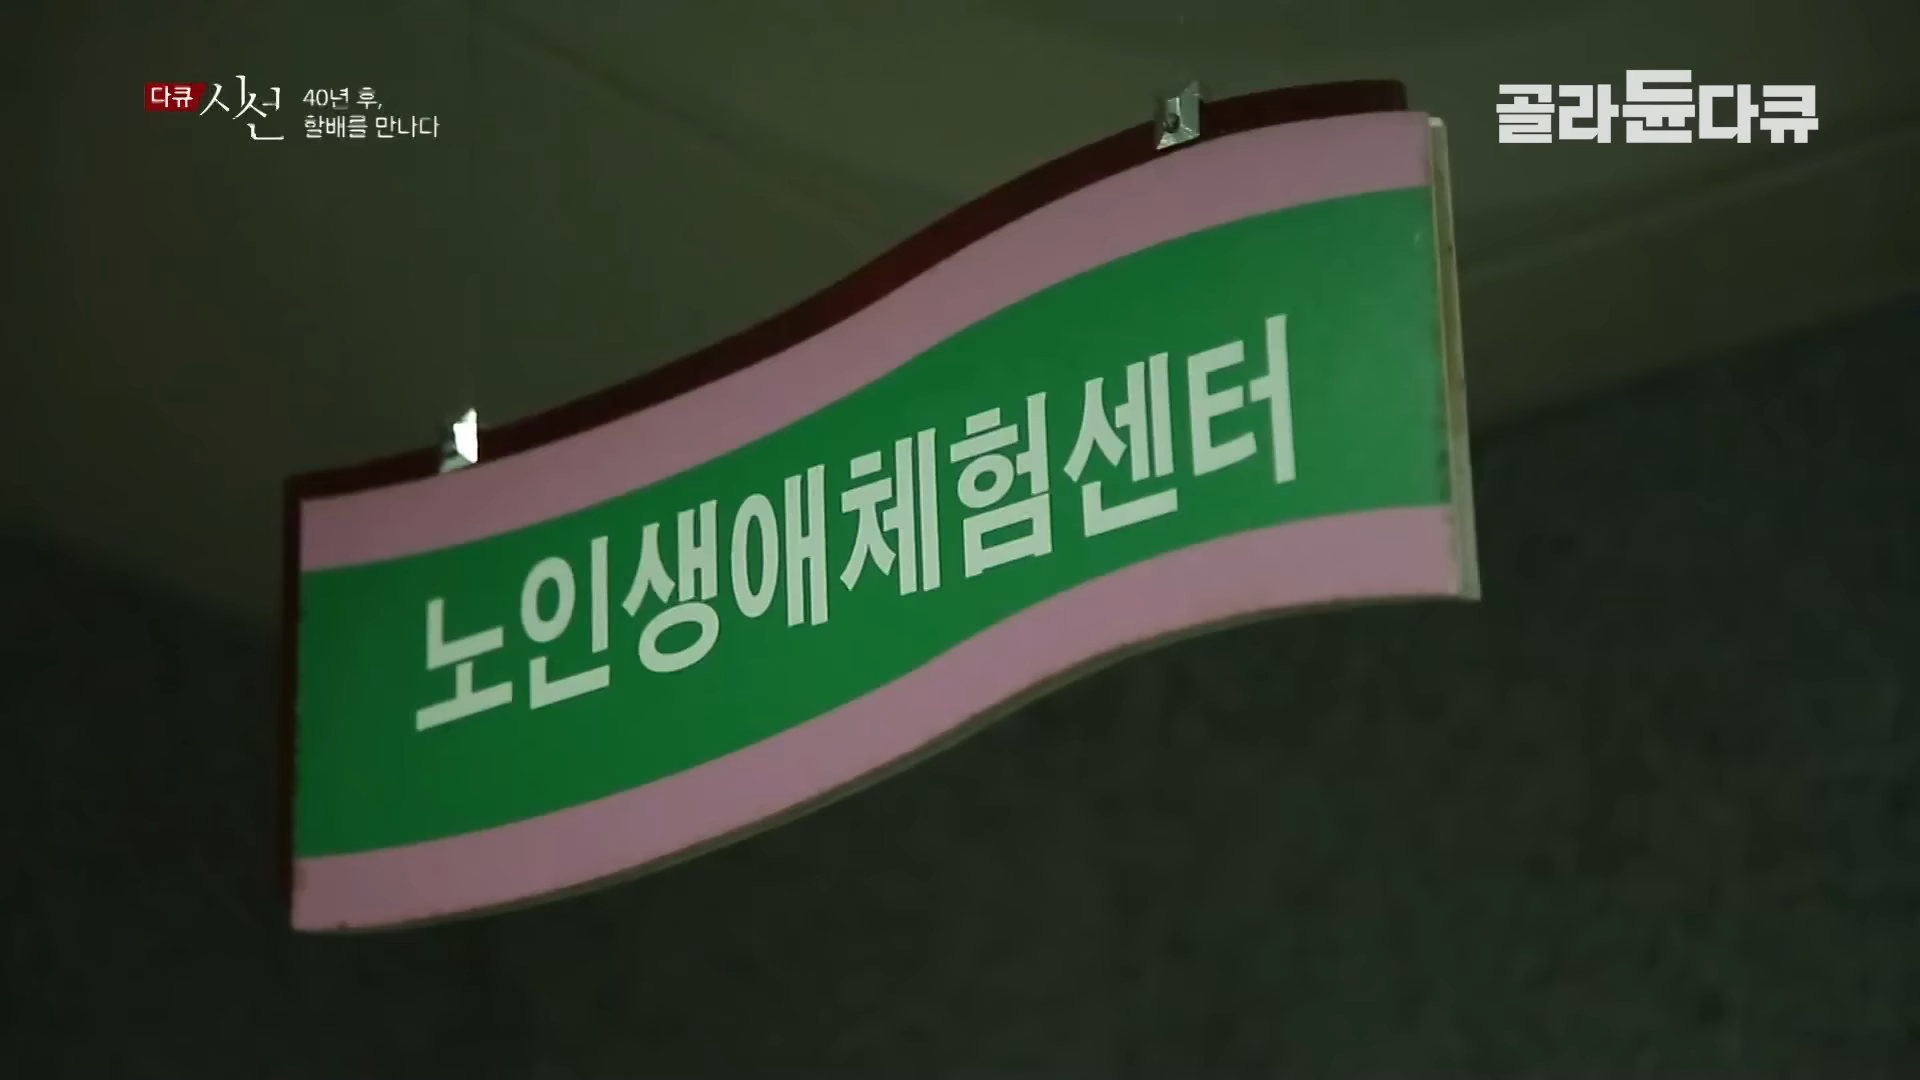 다큐 시선
40년 후,
할배를 만나다
골라듄다큐
노인생애체험센터